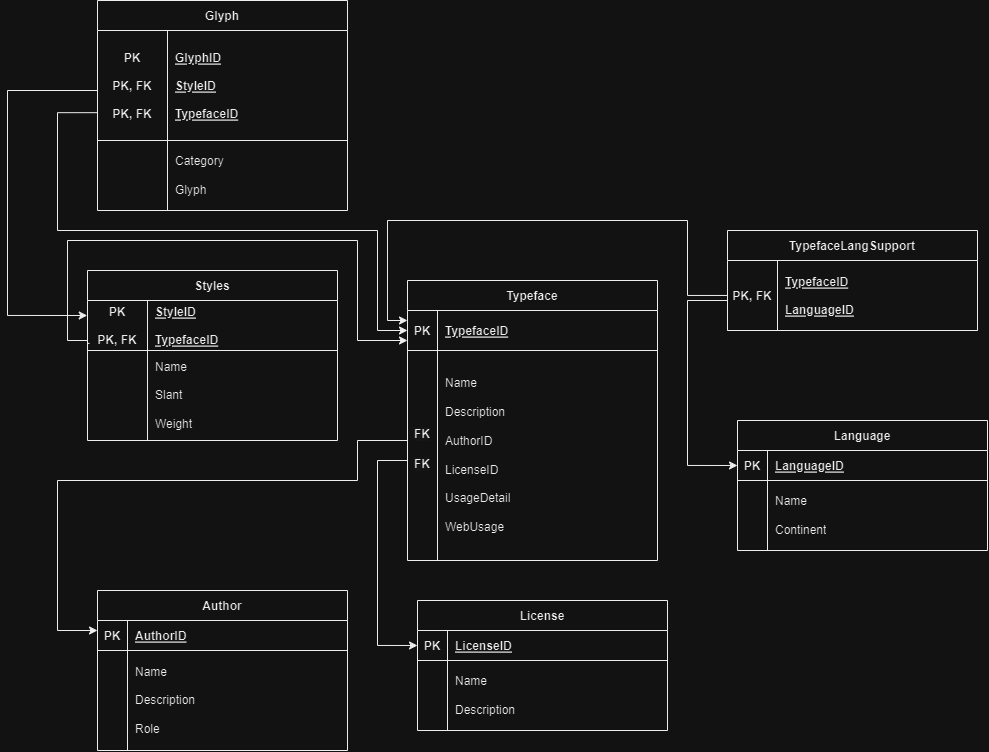 Glyph
PK GlyphID
PK, FK StyleID
PK, FK TypefaceID
Category
Glyph
TypefaceLangSupport
PK, FK TypefaceID
LanguageID
Styles
PK StyleID
PK, FK TypefaceID
Name
Slant
Weight
Typeface
PK TypefaceID
Name
Description
FK AuthorID
FK LicenseID
UsageDetail
WebUsage
Language
PK LanguageID
Name
Continent
Author
PK AuthorID
Name
Description
Role
License
PK LicenseID
Name
Description